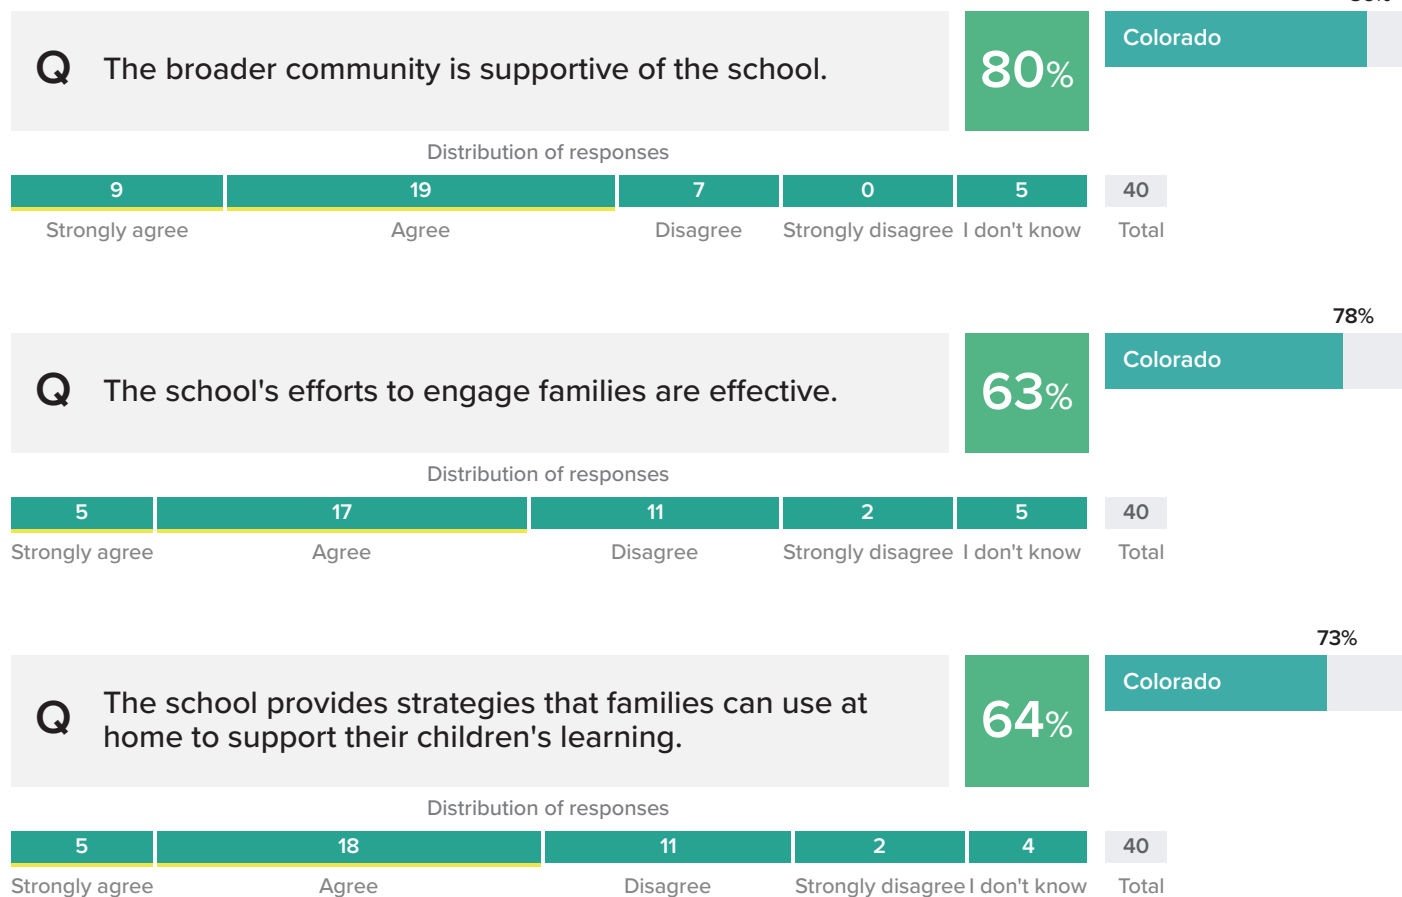 Q The broader community is supportive of the school. 80% Colorado
Distribution of responses
9 19 7 0 5 40
Strongly agree Agree Disagree Strongly disagree I don't know Total
78%
Q The school's efforts to engage families are effective. 63% Colorado
Distribution of responses
5 17 11 2 5 40
Strongly agree Agree Disagree Strongly disagree I don't know Total
73%
Q The school provides strategies that families can use at
home to support their children's learning. 64% Colorado
Distribution of responses
5 18 11 2 4 40
Strongly agree Agree Disagree Strongly disagree I don't know Total